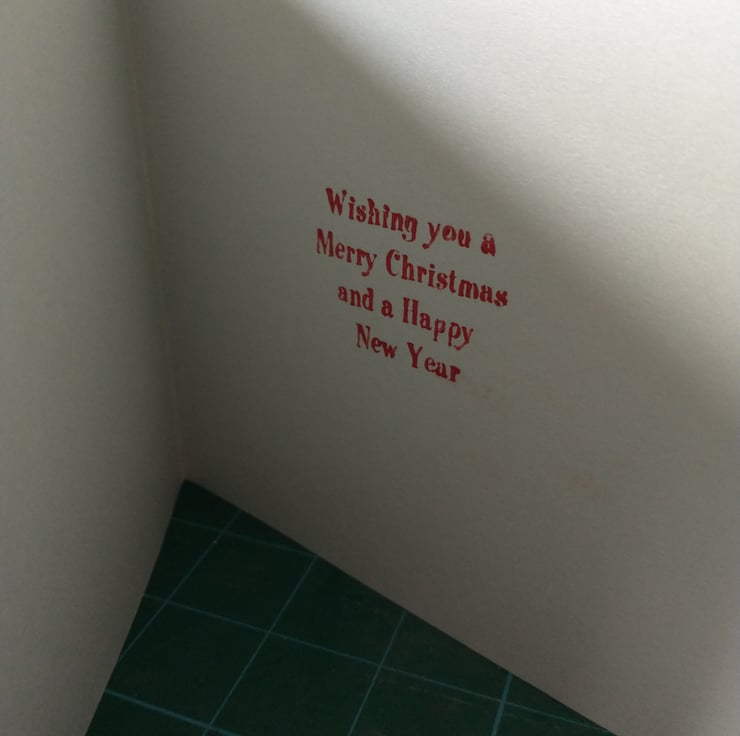 Wishing you a
Merry Christmas
and a Happy
New Year